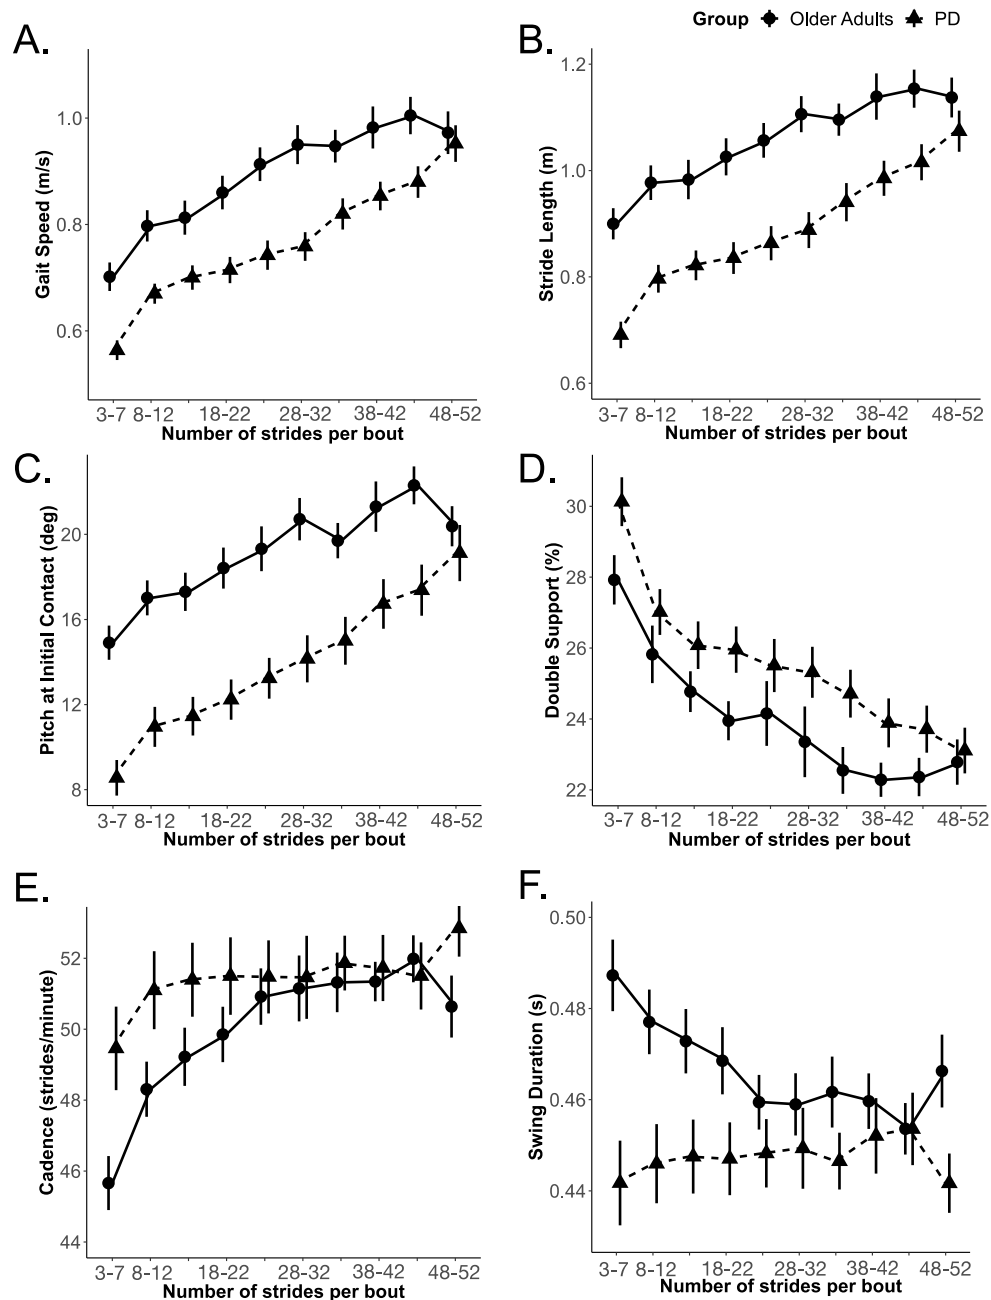 Group Older Adults PD
A.
Gait Speed (m/s)
1.0
0.8
0.6
3-7 8-12 18-22 28-32 38-42 48-52
Number of strides per bout
B.
Stride Length (m)
1.2
1.0
0.8
0.6
3-7 8-12 18-22 28-32 38-42 48-52
Number of strides per bout
C.
Pitch at Initial Contact (deg)
20
16
12
8
3-7 8-12 18-22 28-32 38-42 48-52
Number of strides per bout
D.
Double Support (%)
30
28
26
24
22
3-7 8-12 18-22 28-32 38-42 48-52
Number of strides per bout
E.
Cadence (strides/minute)
52
50
48
46
44
3-7 8-12 18-22 28-32 38-42 48-52
Number of strides per bout
F.
Swing Duration (s)
0.50
0.48
0.46
0.44
3-7 8-12 18-22 28-32 38-42 48-52
Number of strides per bout